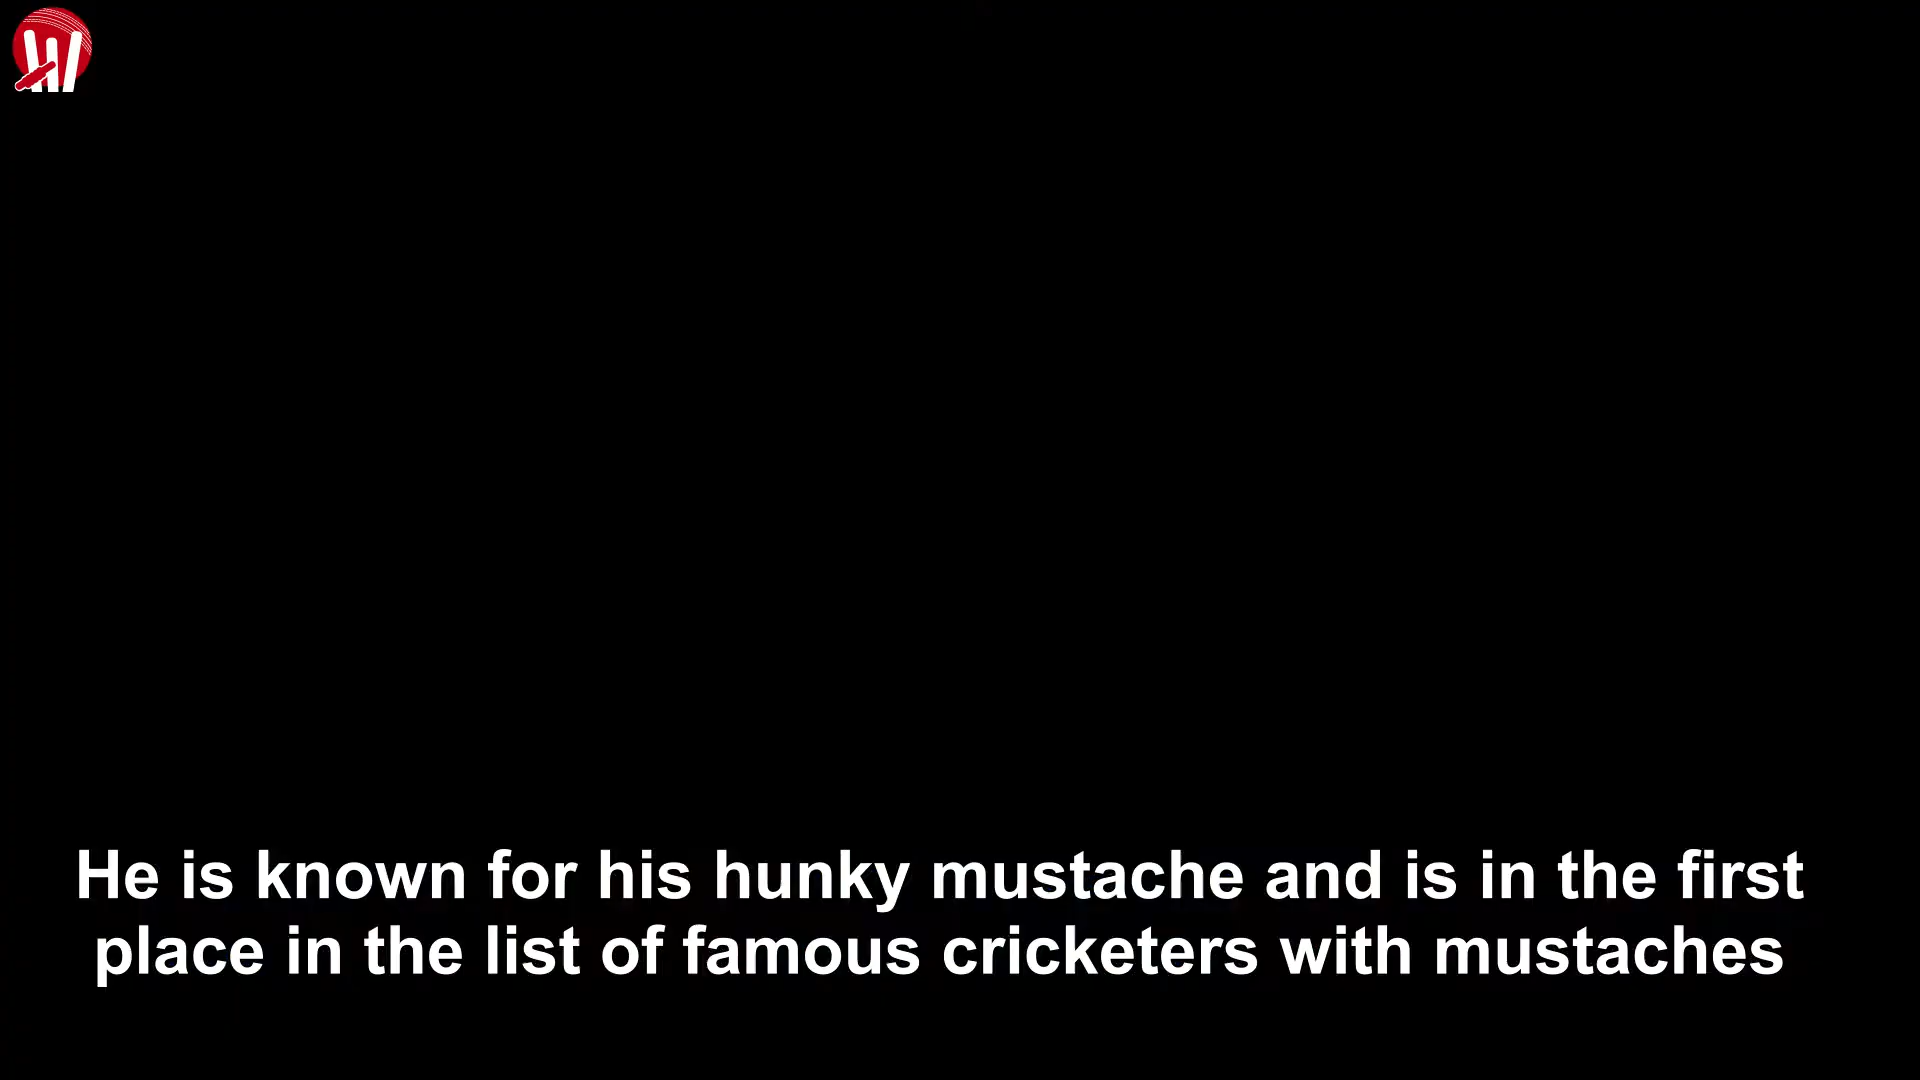 He is known for his hunky mustache and is in the first
place in the list of famous cricketers with mustaches